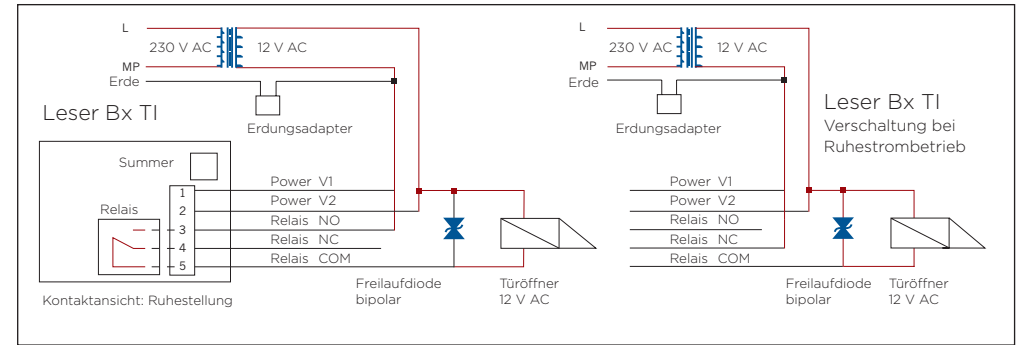 L
230 V AC
12 V AC
MP
Erde
Leser Bx TI
Erdungsadapter
Summer
Relais
1
2
3
4
5
Power V1
Power V2
Relais NO
Relais NC
Relais COM
Kontaktansicht: Ruhestellung
Freilaufdiode
bipolar
Türöffner
12 V AC
L
230 V AC
12 V AC
MP
Erde
Erdungsadapter
Leser Bx TI
Verschaltung bei
Ruhestrombetrieb
Power V1
Power V2
Relais NO
Relais NC
Relais COM
Freilaufdiode
bipolar
Türöffner
12 V AC